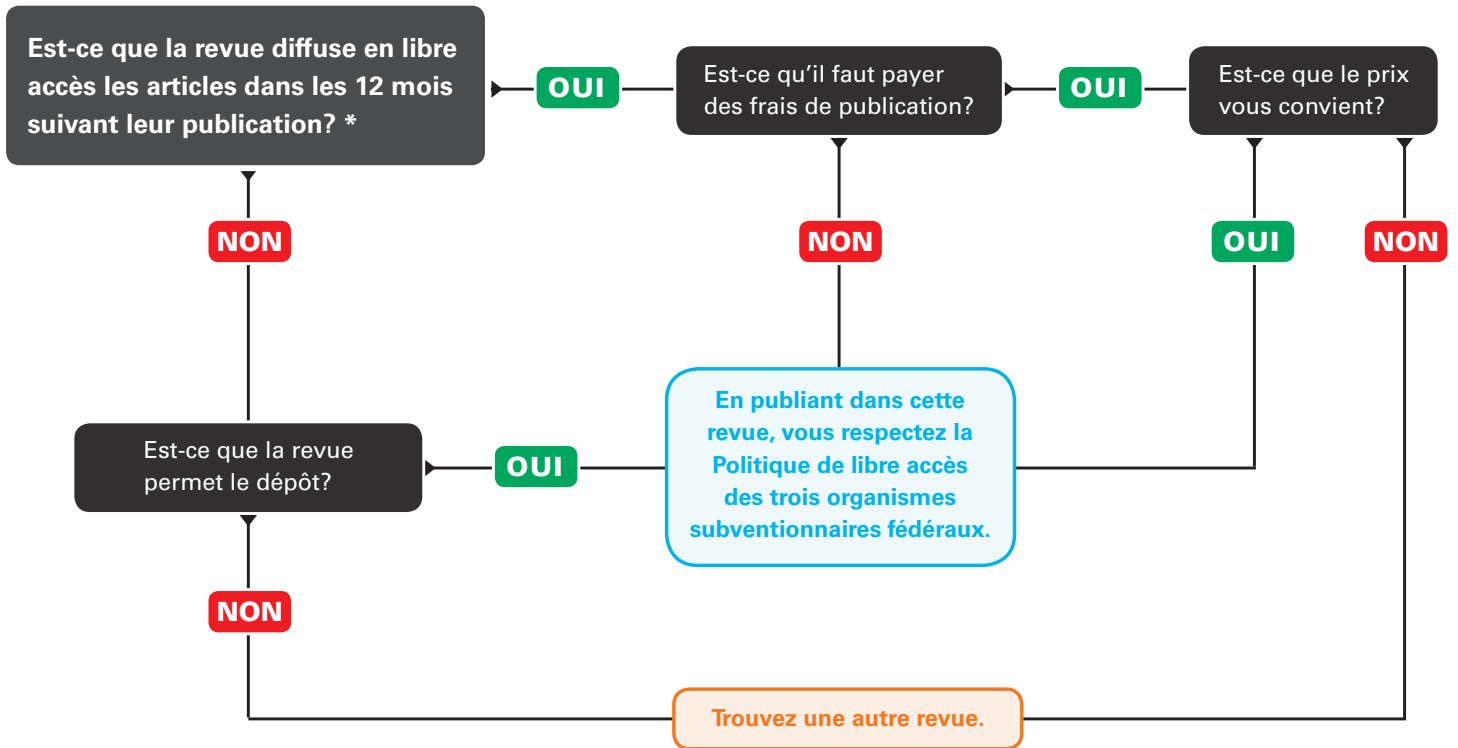 Est-ce que la revue diffuse en libre
accès les articles dans les 12 mois
suivant leur publication? *
OUI
Est-ce qu'il faut payer
des frais de publication?
OUI
Est-ce que le prix
vous convient?
NON
NON
OUI
NON
Est-ce que la revue
permet le dépôt?
OUI
En publiant dans cette
revue, vous respectez la
Politique de libre accès
des trois organismes
subventionnaires fédéraux.
NON
Trouvez une autre revue.